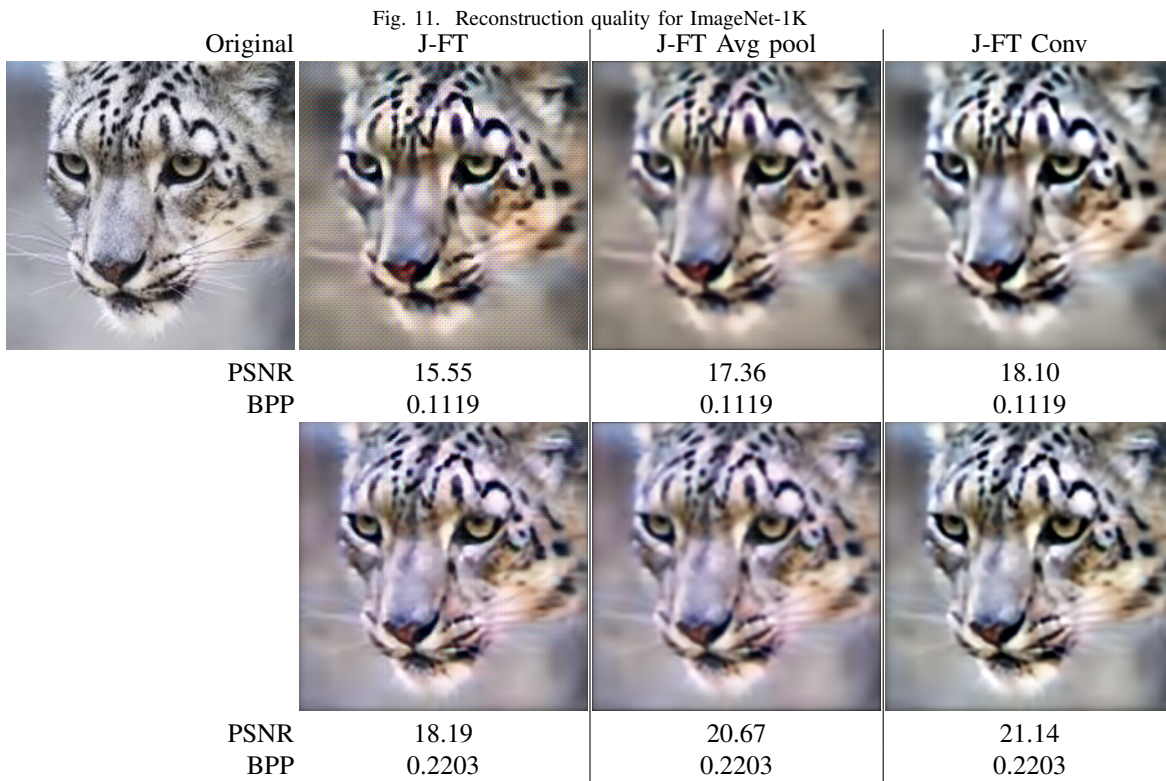 Fig. 11. Reconstruction quality for ImageNet-1K
Original J-FT J-FT Avg pool J-FT Conv
PSNR 15.55 17.36 18.10
BPP 0.1119 0.1119 0.1119
PSNR 18.19 20.67 21.14
BPP 0.2203 0.2203 0.2203